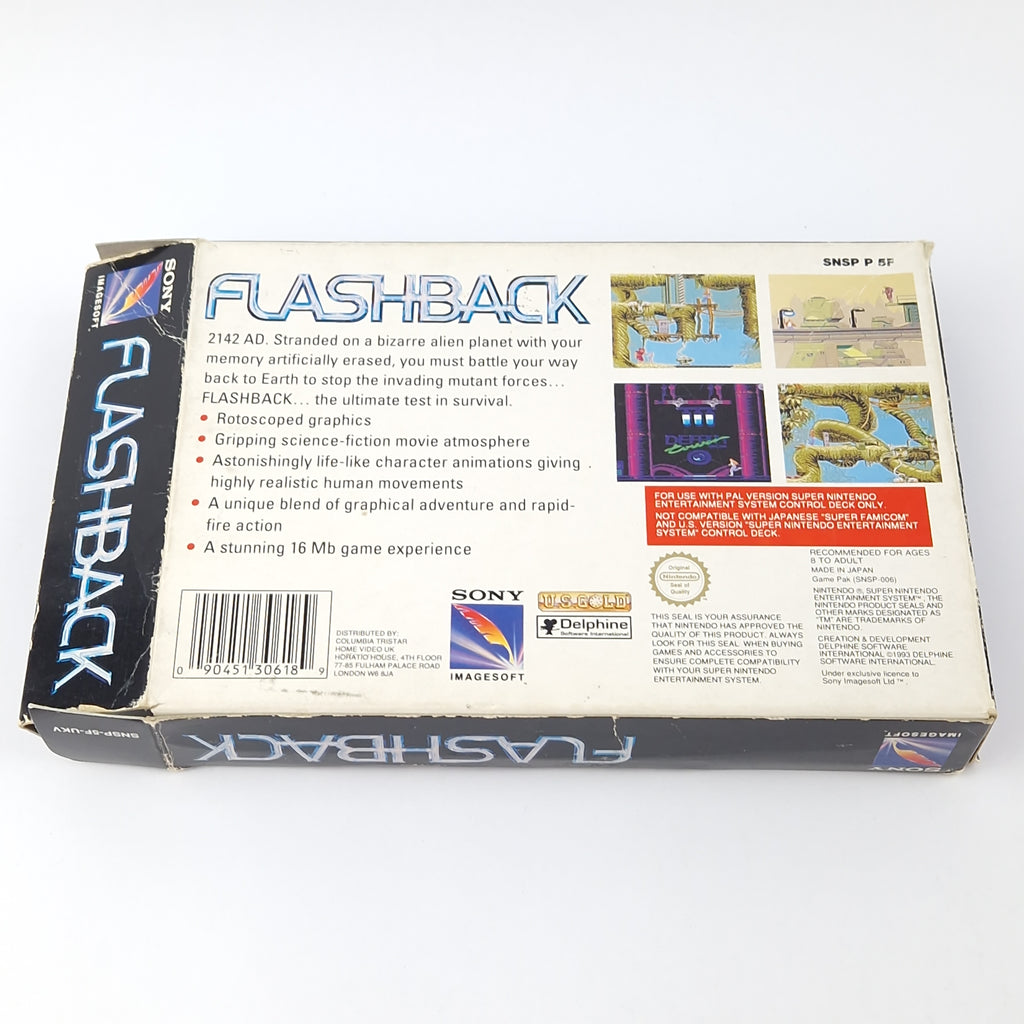 SNSP P 5F
FLASHBACK
2142 AD. Stranded on a bizarre alien planet with your
memory artificially erased, you must battle your way
back to Earth to stop the invading mutant forces...
FLASHBACK... the ultimate test in survival.
• Rotoscoped graphics
• Gripping science-fiction movie atmosphere
• Astonishingly life-like character animations giving
highly realistic human movements
• A unique blend of graphical adventure and rapid-
fire action
• A stunning 16 Mb game experience
FOR USE WITH PAL VERSION SUPER NINTENDO
ENTERTAINMENT SYSTEM CONTROL DECK ONLY.
NOT COMPATIBLE WITH JAPANESE "SUPER FAMICOM"
AND U.S. VERSION "SUPER NINTENDO ENTERTAINMENT
SYSTEM" CONTROL DECK.
0 90451 30618 9
DISTRIBUTED BY:
COLUMBIA TRISTAR
HOME VIDEO UK
HORATIO HOUSE, 4TH FLOOR
77-85 FULHAM PALACE ROAD
LONDON W6 8JA
SONY
IMAGESOFT
U.S. GOLD
Delphine
Software International
Original
Nintendo
Seal of
Quality
THIS SEAL IS YOUR ASSURANCE
THAT NINTENDO HAS APPROVED THE
QUALITY OF THIS PRODUCT. ALWAYS
LOOK FOR THIS SEAL WHEN BUYING
GAMES AND ACCESSORIES TO
ENSURE COMPLETE COMPATIBILITY
WITH YOUR SUPER NINTENDO
ENTERTAINMENT SYSTEM.
RECOMMENDED FOR AGES
8 TO ADULT
MADE IN JAPAN
Game Pak (SNSP-006)
NINTENDO ®, SUPER NINTENDO
ENTERTAINMENT SYSTEM™, THE
NINTENDO PRODUCT SEALS AND
OTHER MARKS DESIGNATED AS
"TM" ARE TRADEMARKS OF
NINTENDO.
CREATION & DEVELOPMENT
DELPHINE SOFTWARE
INTERNATIONAL ©1993 DELPHINE
SOFTWARE INTERNATIONAL.
Under exclusive licence to
Sony Imagesoft Ltd™.
SONY
IMAGESOFT
FLASHBACK
SNSP-5F-UKV
FLASHBACK
SONY
IMAGESOFT